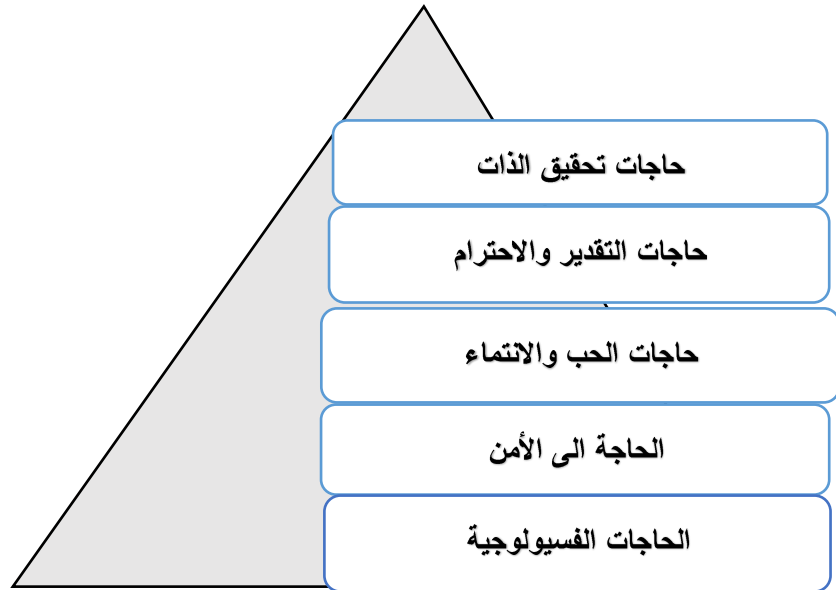 حاجات تحقيق الذات
حاجات التقدير والاحترام
حاجات الحب والانتماء
الحاجة الى الأمن
الحاجات الفسيولوجية